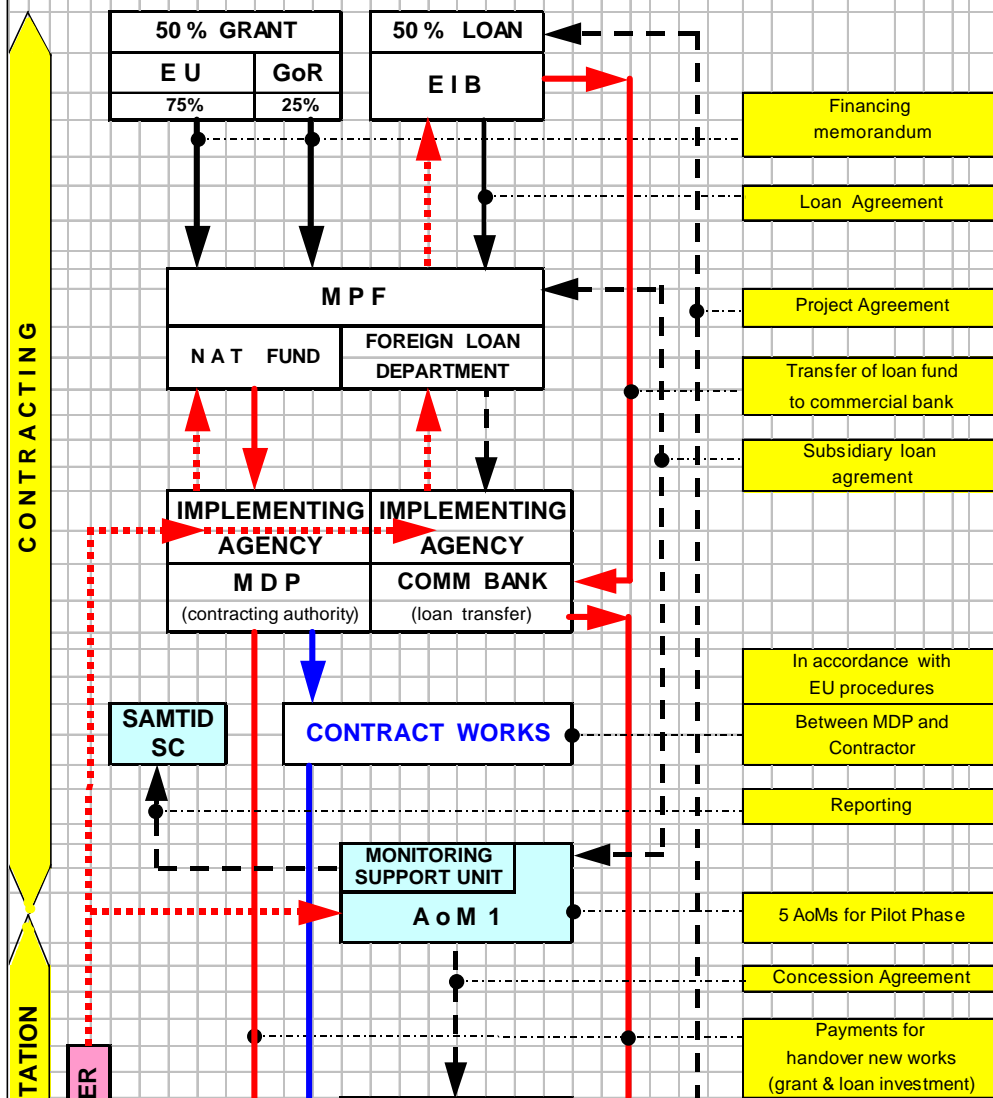 50 % GRANT
50 % LOAN
E U
GoR
E I B
75%
25%
Financing
memorandum
Loan Agreement
M P F
Project Agreement
N A T FUND
FOREIGN LOAN
DEPARTMENT
Transfer of loan fund
to commercial bank
Subsidiary loan
agrement
CONTRACTING
IMPLEMENTING
AGENCY
IMPLEMENTING
AGENCY
M D P
(contracting authority)
COMM BANK
(loan transfer)
In accordance with
EU procedures
SAMTID
SC
CONTRACT WORKS
Between MDP and
Contractor
Reporting
MONITORING
SUPPORT UNIT
A o M 1
5 AoMs for Pilot Phase
Concession Agreement
TATION
ER
Payments for
handover new works
(grant & loan investment)